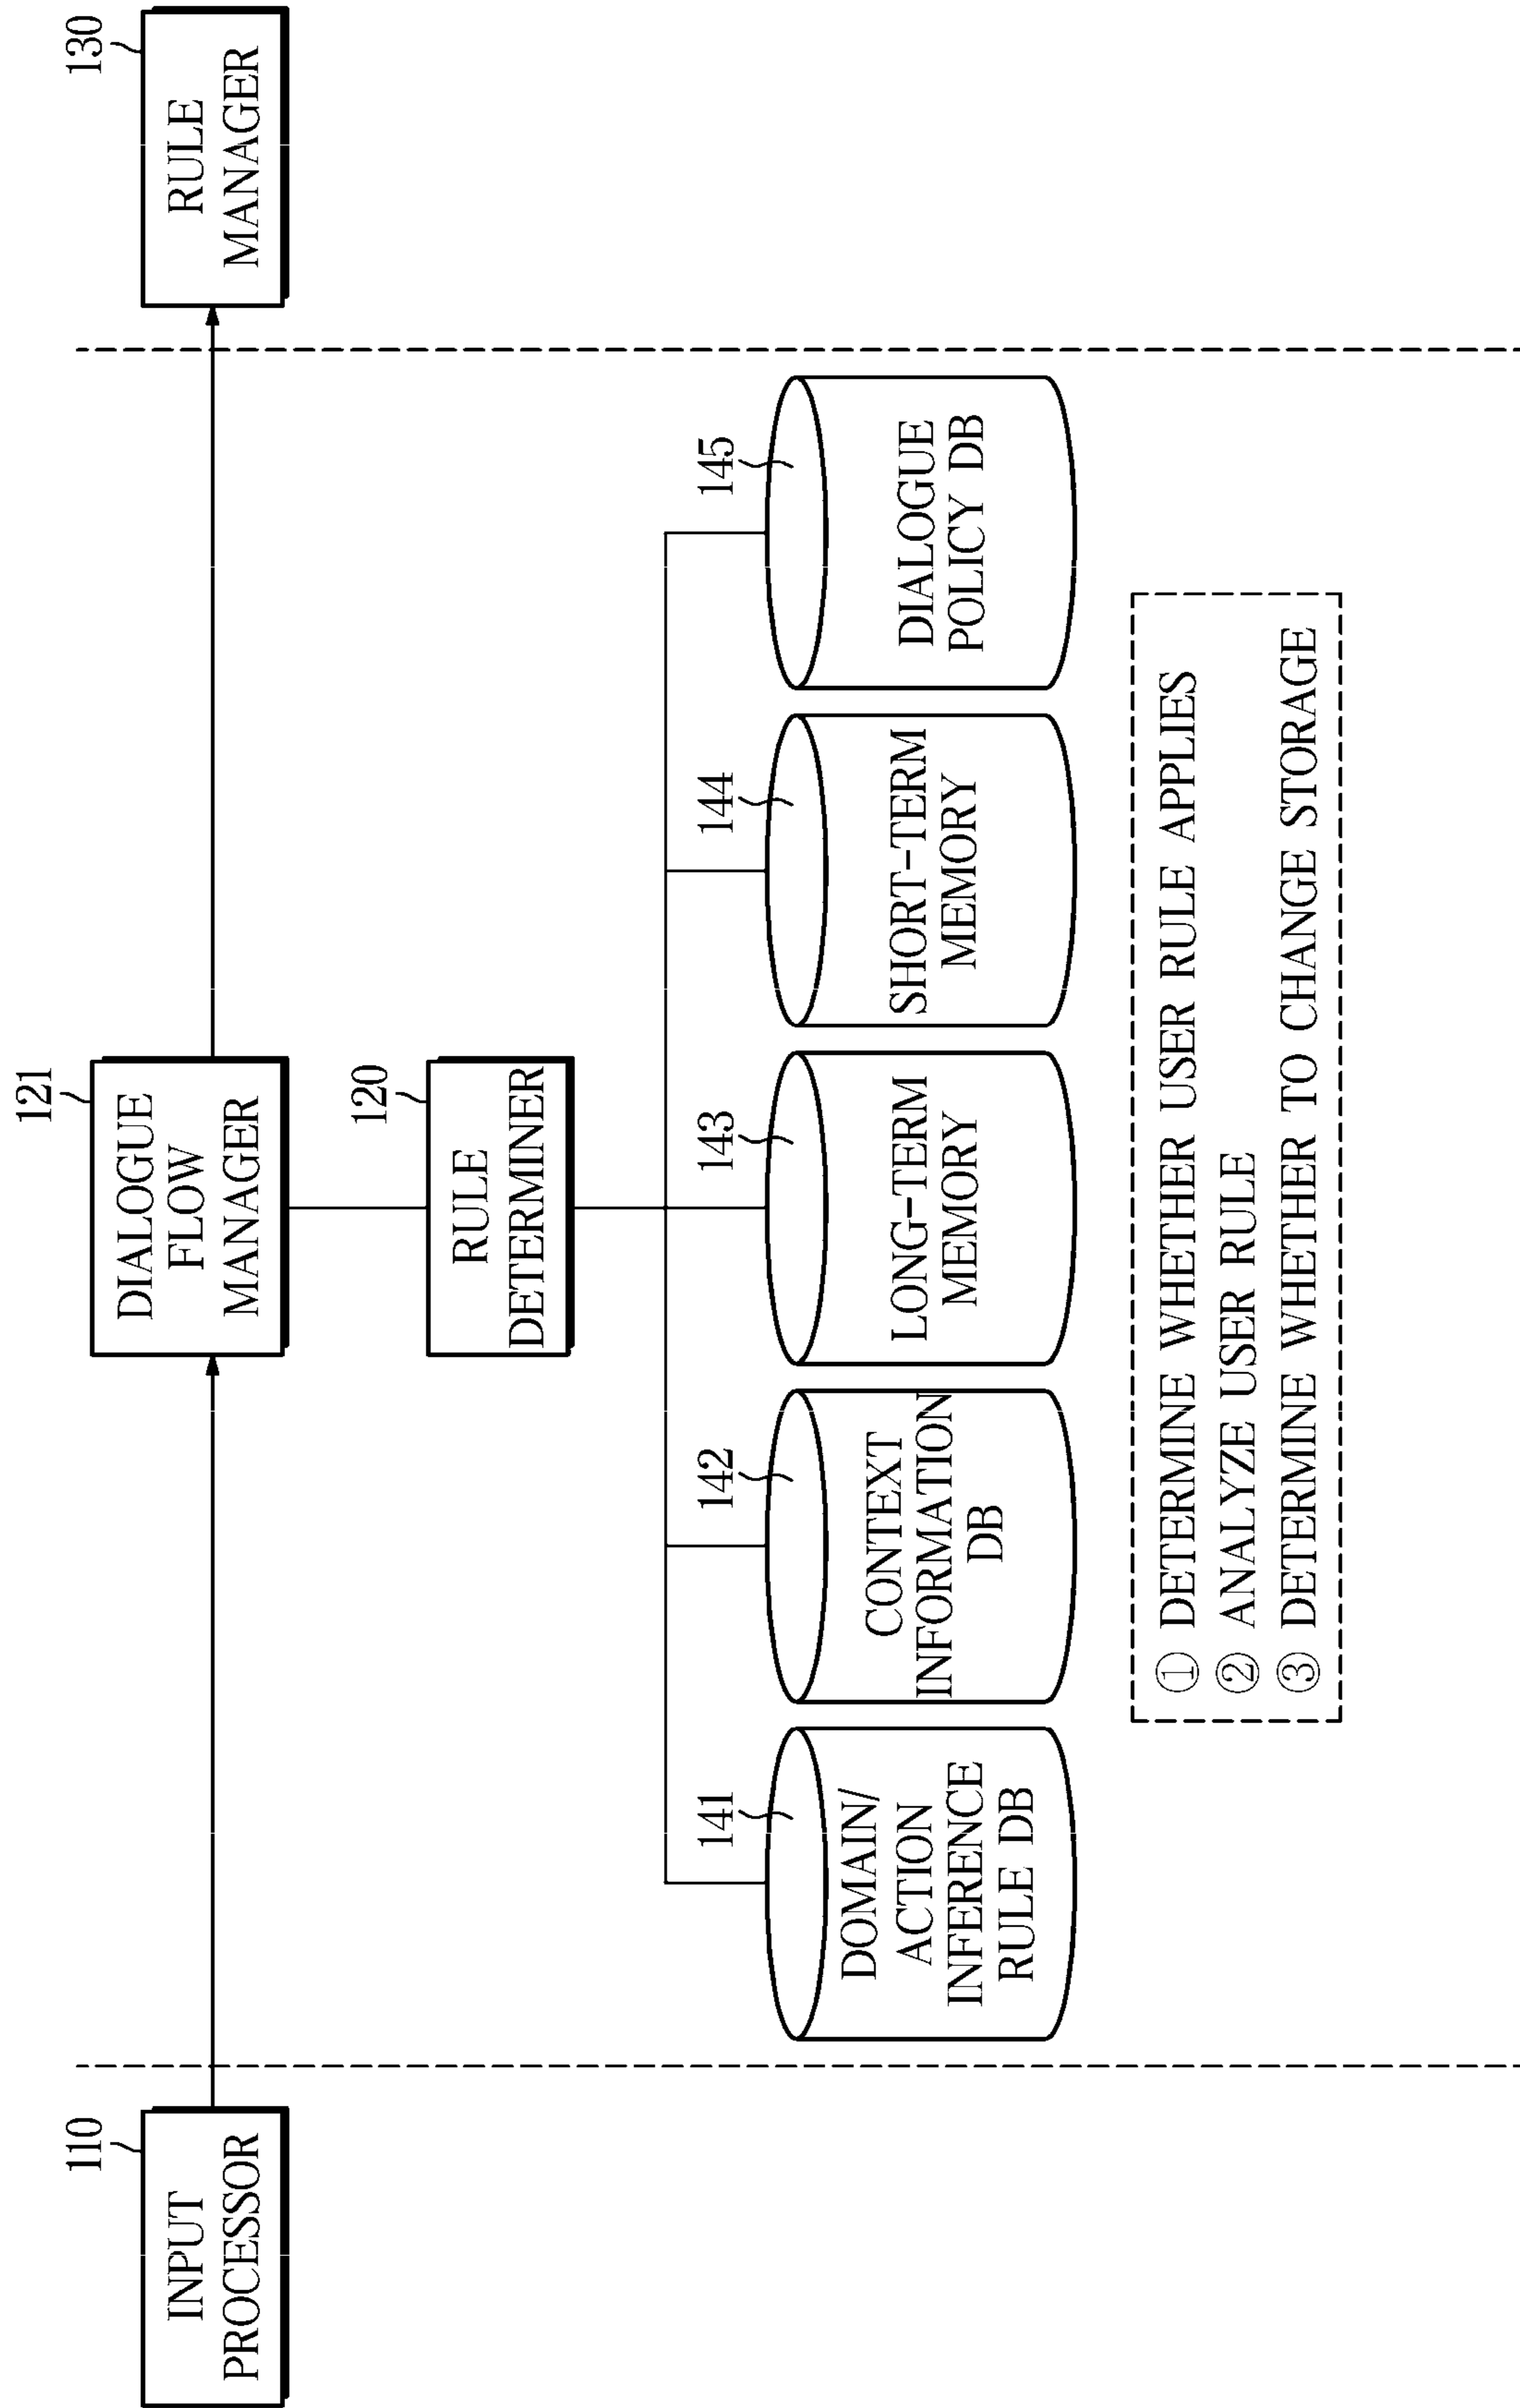 121
110
DIALOGUE
FLOW
MANAGER
130
INPUT
PROCESSOR
RULE
MANAGER
120
RULE
DETERMINER
141
142
143
144
145
DOMAIN/
ACTION
INFERENCE
RULE DB
CONTEXT
INFORMATION
DB
LONG-TERM
MEMORY
SHORT-TERM
MEMORY
DIALOGUE
POLICY DB
① DETERMINE WHETHER USER RULE APPLIES
② ANALYZE USER RULE
③ DETERMINE WHETHER TO CHANGE STORAGE